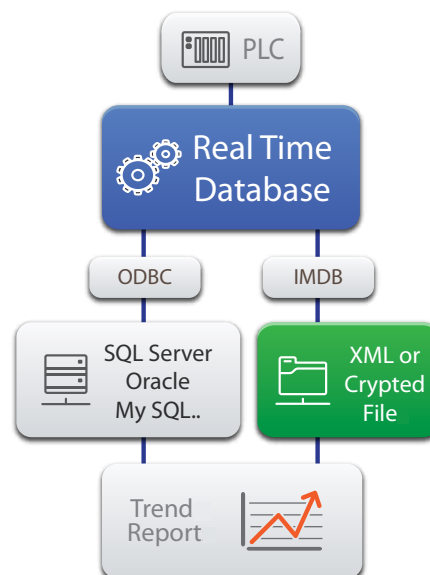 PLC
Real Time
Database
ODBC
IMDB
SQL Server
Oracle
My SQL..
XML or
Crypted
File
Trend
Report